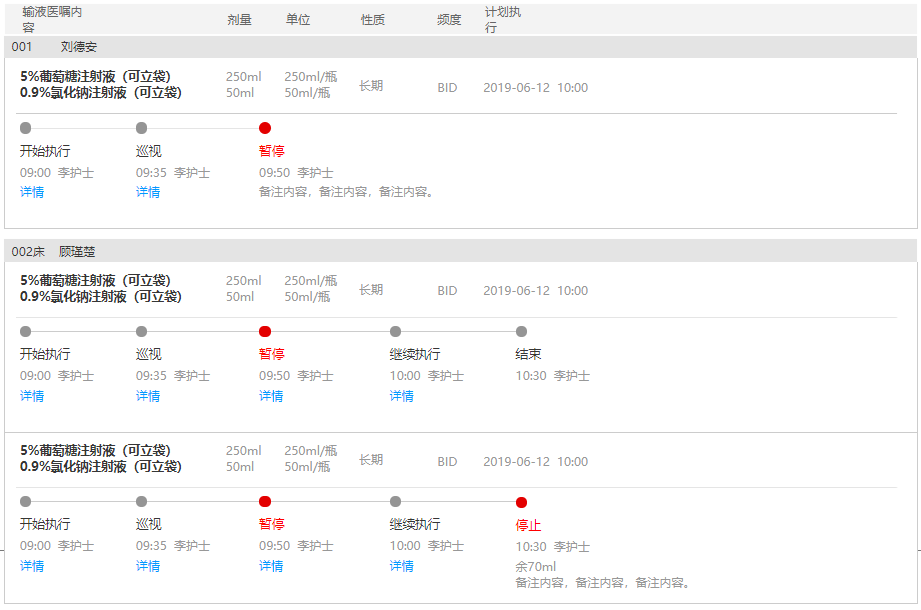 输液医嘱内容 剂量 单位 性质 频度 计划执行
001 刘德安
5%葡萄糖注射液（可立袋） 250ml 250ml/瓶 长期 BID 2019-06-12 10:00
0.9%氯化钠注射液（可立袋） 50ml 50ml/瓶
开始执行 巡视 暂停
09:00 李护士 09:35 李护士 09:50 李护士
详情 详情 备注内容，备注内容，备注内容。
002床 顾瑾楚
5%葡萄糖注射液（可立袋） 250ml 250ml/瓶 长期 BID 2019-06-12 10:00
0.9%氯化钠注射液（可立袋） 50ml 50ml/瓶
开始执行 巡视 暂停 继续执行 结束
09:00 李护士 09:35 李护士 09:50 李护士 10:00 李护士 10:30 李护士
详情 详情 详情 详情
5%葡萄糖注射液（可立袋） 250ml 250ml/瓶 长期 BID 2019-06-12 10:00
0.9%氯化钠注射液（可立袋） 50ml 50ml/瓶
开始执行 巡视 暂停 继续执行 停止
09:00 李护士 09:35 李护士 09:50 李护士 10:00 李护士 10:30 李护士
详情 详情 详情 详情 余70ml
备注内容，备注内容，备注内容。